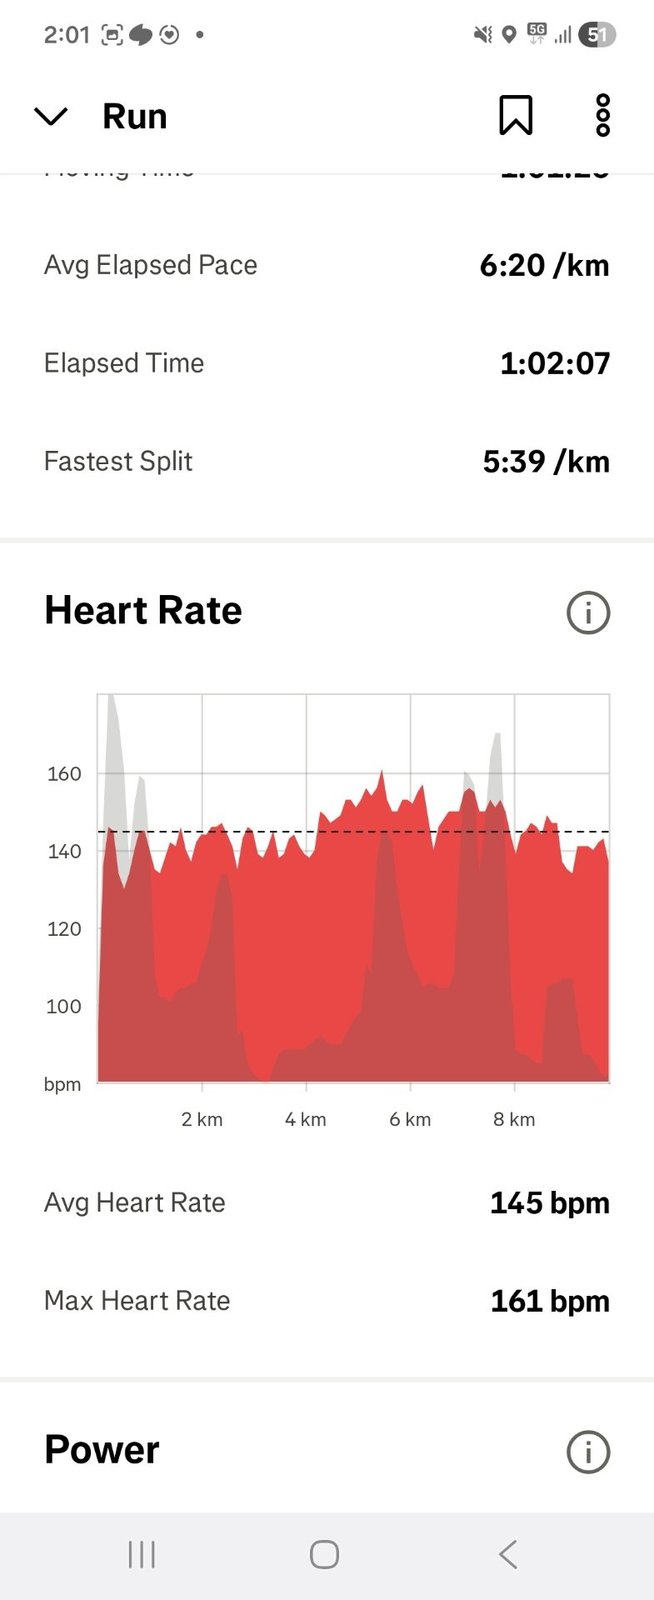 2:01 5G 51
Run
Avg Elapsed Pace 6:20 /km
Elapsed Time 1:02:07
Fastest Split 5:39 /km
Heart Rate
160
140
120
100
bpm
2 km 4 km 6 km 8 km
Avg Heart Rate 145 bpm
Max Heart Rate 161 bpm
Power